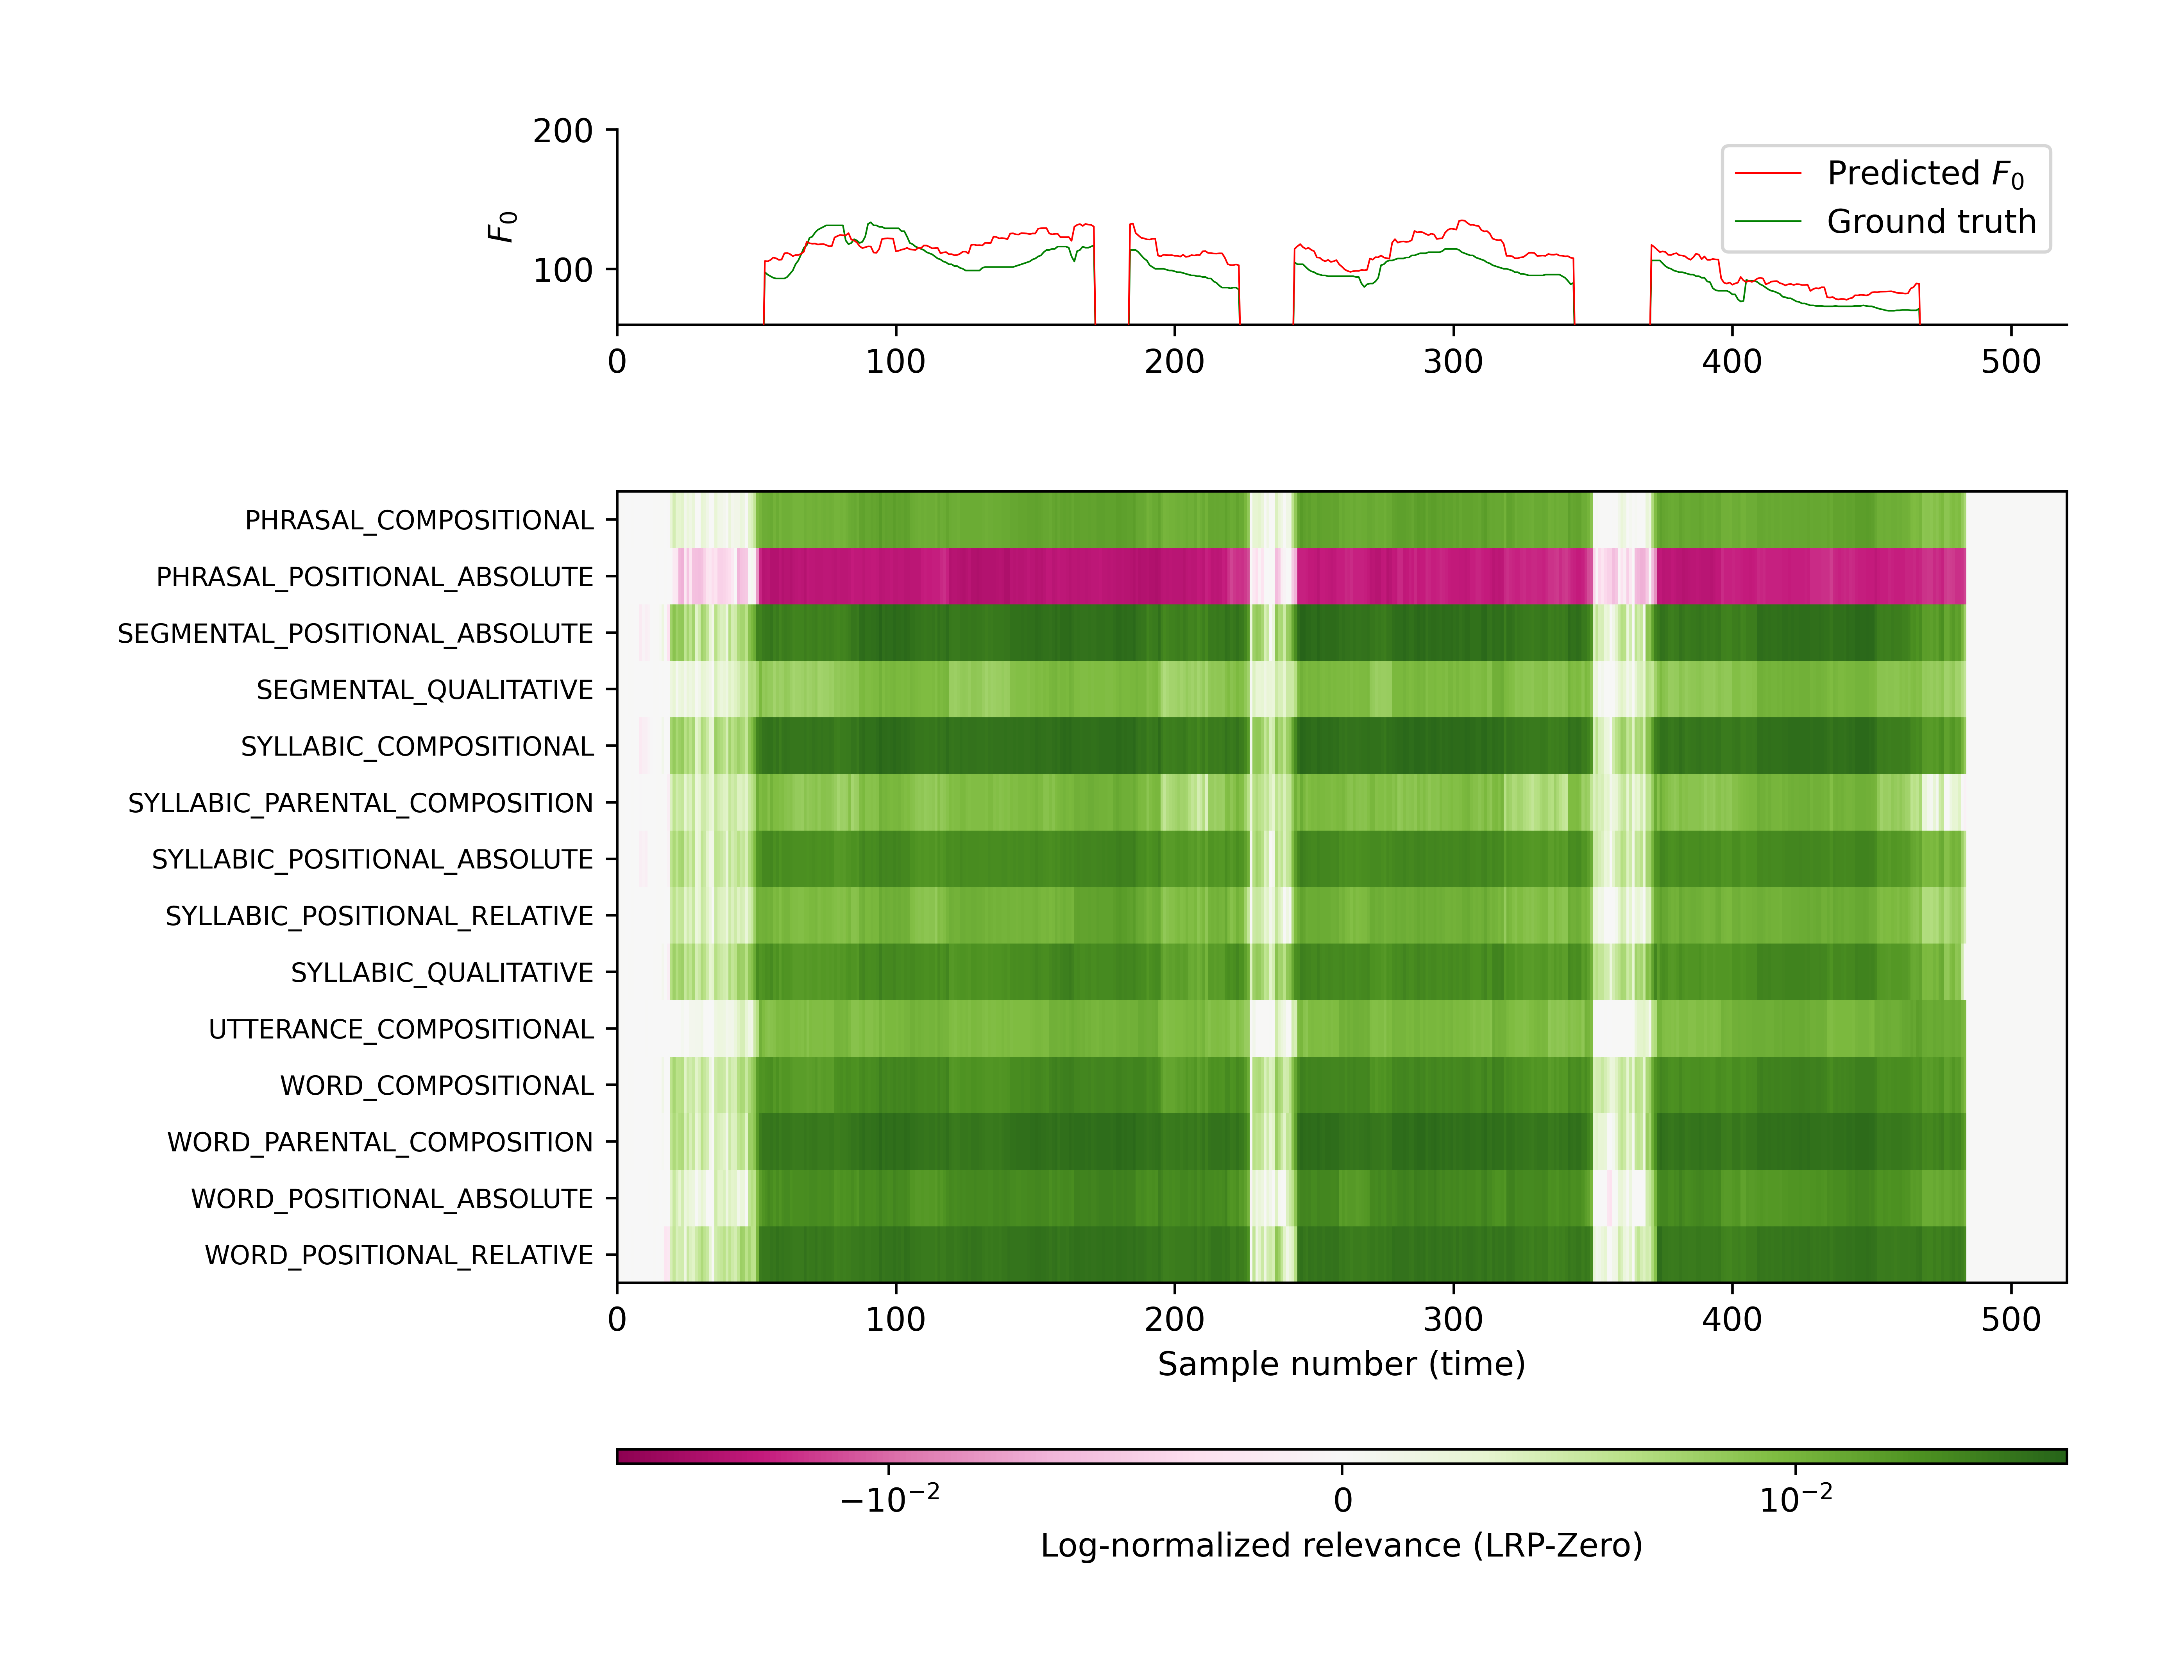 200
100
F₀
Predicted F₀
Ground truth
0 100 200 300 400 500
PHRASAL_COMPOSITIONAL
PHRASAL_POSITIONAL_ABSOLUTE
SEGMENTAL_POSITIONAL_ABSOLUTE
SEGMENTAL_QUALITATIVE
SYLLABIC_COMPOSITIONAL
SYLLABIC_PARENTAL_COMPOSITION
SYLLABIC_POSITIONAL_ABSOLUTE
SYLLABIC_POSITIONAL_RELATIVE
SYLLABIC_QUALITATIVE
UTTERANCE_COMPOSITIONAL
WORD_COMPOSITIONAL
WORD_PARENTAL_COMPOSITION
WORD_POSITIONAL_ABSOLUTE
WORD_POSITIONAL_RELATIVE
0 100 200 300 400 500
Sample number (time)
−10⁻² 0 10⁻²
Log-normalized relevance (LRP-Zero)